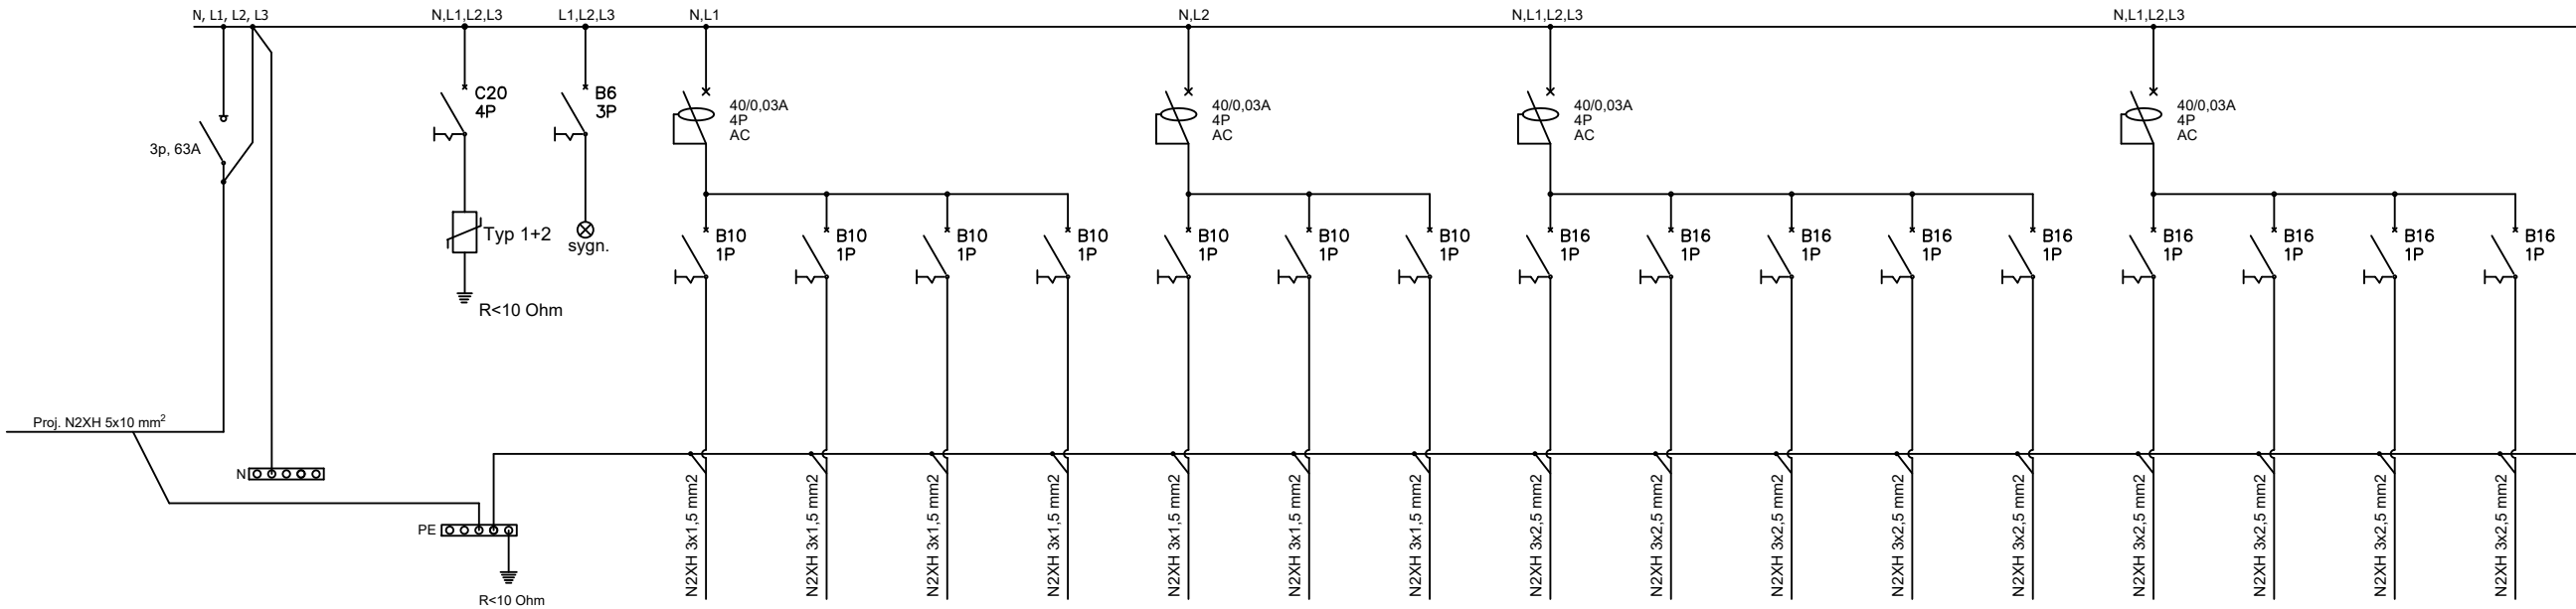 N, L1, L2, L3
N,L1,L2,L3
L1,L2,L3
N,L1
N,L2
N,L1,L2,L3
N,L1,L2,L3
3p, 63A
C20
4P
B6
3P
40/0,03A
4P
AC
40/0,03A
4P
AC
40/0,03A
4P
AC
40/0,03A
4P
AC
Typ 1+2
sygn.
R<10 Ohm
B10
1P
B10
1P
B10
1P
B10
1P
B10
1P
B10
1P
B10
1P
B16
1P
B16
1P
B16
1P
B16
1P
B16
1P
B16
1P
B16
1P
B16
1P
B16
1P
Proj. N2XH 5x10 mm²
N
PE
R<10 Ohm
N2XH 3x1,5 mm2
N2XH 3x1,5 mm2
N2XH 3x1,5 mm2
N2XH 3x1,5 mm2
N2XH 3x1,5 mm2
N2XH 3x1,5 mm2
N2XH 3x1,5 mm2
N2XH 3x2,5 mm2
N2XH 3x2,5 mm2
N2XH 3x2,5 mm2
N2XH 3x2,5 mm2
N2XH 3x2,5 mm2
N2XH 3x2,5 mm2
N2XH 3x2,5 mm2
N2XH 3x2,5 mm2
N2XH 3x2,5 mm2